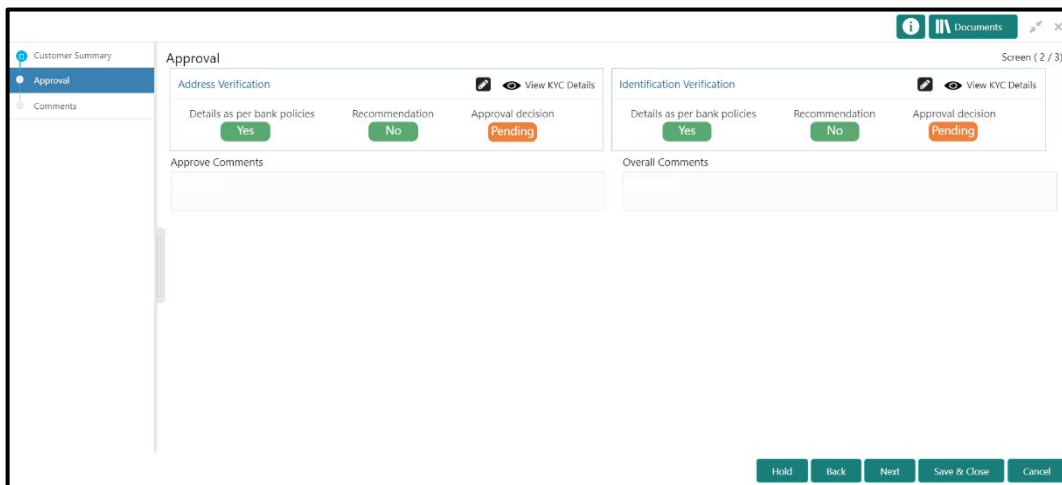 Documents
Customer Summary
Approval
Comments
Approval
Screen ( 2 / 3)
Address Verification
View KYC Details
Details as per bank policies
Recommendation
Approval decision
Yes
No
Pending
Identification Verification
View KYC Details
Details as per bank policies
Recommendation
Approval decision
Yes
No
Pending
Approve Comments
Overall Comments
Hold
Back
Next
Save & Close
Cancel